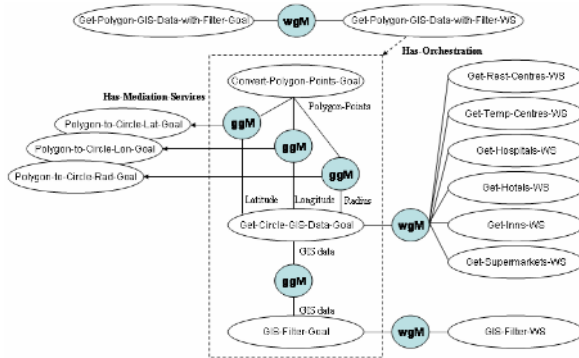 Get-Polygon-GIS-Data-with-Filter-Goal
wgM
Get-Polygon-GIS-Data-with-Filter-WS
Has-Orchestration
Convert-Polygon-Points-Goal
Get-Rest-Centres-WS
Has-Mediation Services
Polygon-Points
Polygon-to-Circle-Lat-Goal
ggM
Get-Temp-Centres-WS
Polygon-to-Circle-Lon-Goal
ggM
Get-Hospitals-WS
Polygon-to-Circle-Rad-Goal
ggM
Get-Hotels-WS
Latitude
Longitude
Radius
Get-Circle-GIS-Data-Goal
wgM
Get-Inns-WS
GIS data
Get-Supermarkets-WS
ggM
GIS data
GIS-Filter-Goal
wgM
GIS-Filter-WS